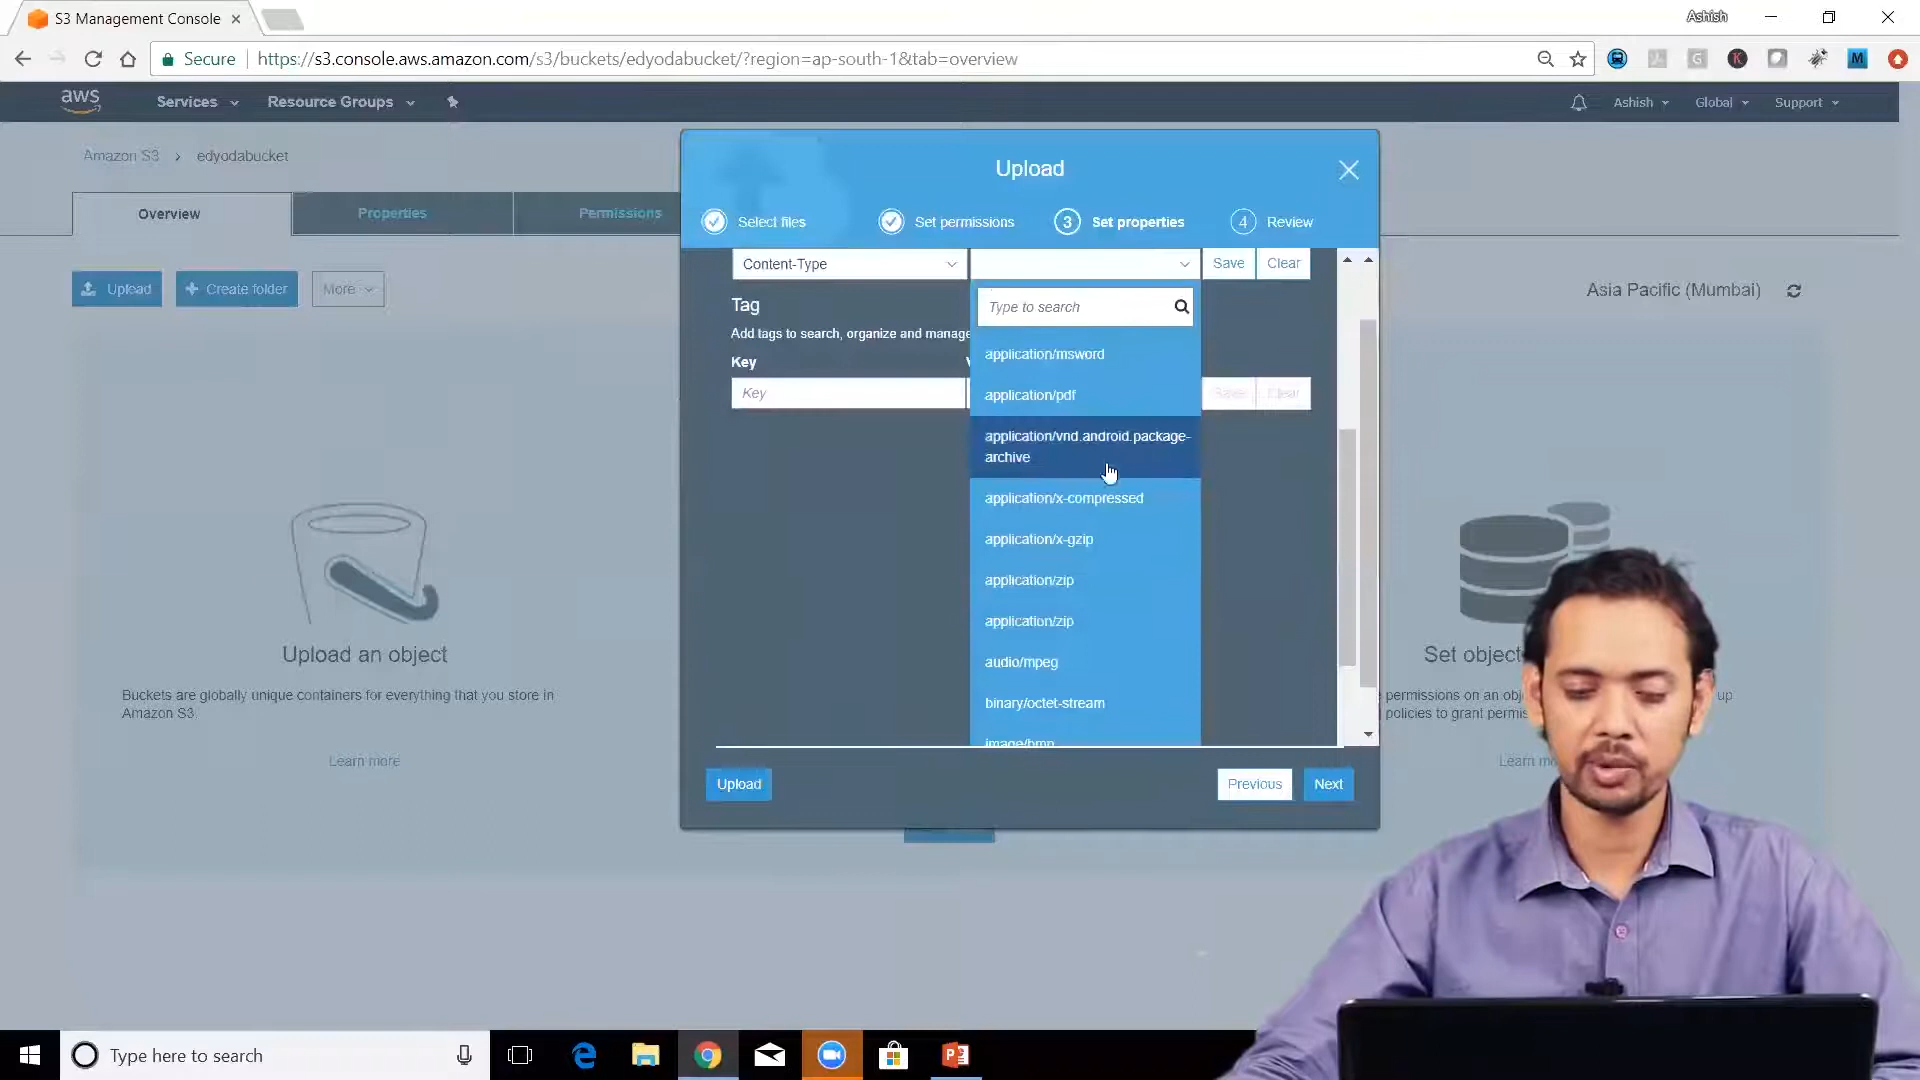 S3 Management Console
Ashish
Secure
https://s3.console.aws.amazon.com/s3/buckets/edyodabucket/?region=ap-south-1&tab=overview
aws
Services
Resource Groups
Ashish
Global
Support
Amazon S3
edyodabucket
Upload
Overview
Properties
Permissions
Select files
Set permissions
3
Set properties
4
Review
Content-Type
Save
Clear
Upload
Create folder
More
Asia Pacific (Mumbai)
Tag
Type to search
Add tags to search, organize and manage
application/msword
Key
application/pdf
Key
Save
Clear
application/vnd.android.package-
archive
application/x-compressed
application/x-gzip
application/zip
application/zip
audio/mpeg
binary/octet-stream
image/bmp
Upload an object
Buckets are globally unique containers for everything that you store in
Amazon S3
Learn more
Set object
permissions on an
up
policies to grant
Learn
Upload
Previous
Next
Type here to search